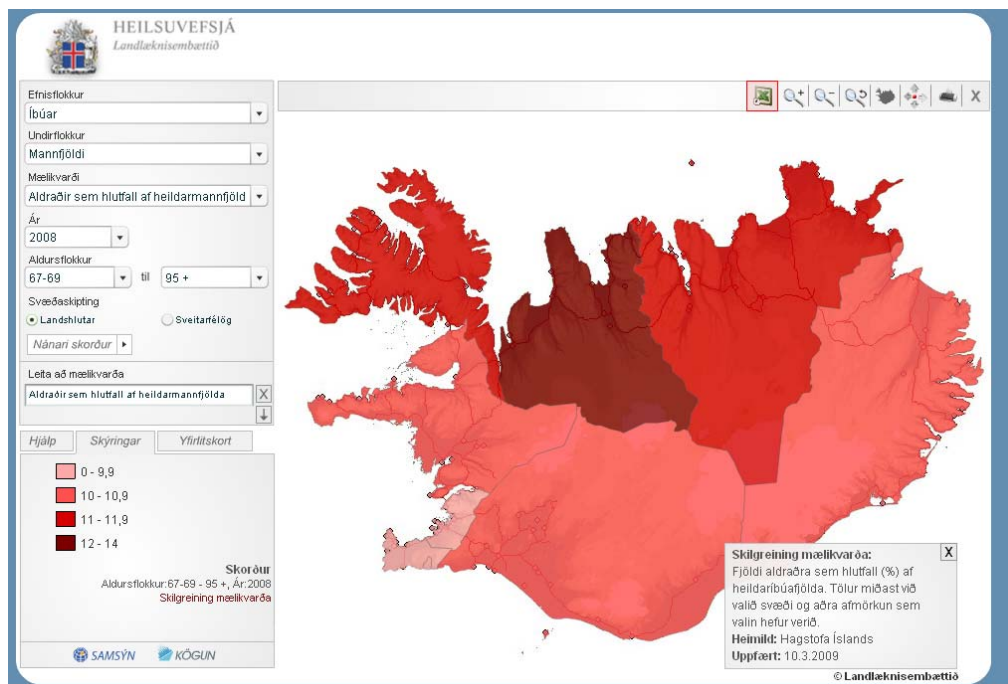 HEILSUVEFSJÁ
Landlæknisembættið
Efnisflokkur
Íbúar
Undirflokkur
Mannfjöldi
Mælikvarði
Aldraðir sem hlutfall af heildarmannfjöld
Ár
2008
Aldursflokkur
67-69 til 95 +
Svæðaskipting
Landshlutar Sveitarfélög
Nánari skorður
Leita að mælikvarða
Aldraðir sem hlutfall af heildarmannfjölda X
Hjálp Skýringar Yfirlitskort
0 - 9,9
10 - 10,9
11 - 11,9
12 - 14
Skorður
Aldursflokkur:67-69 - 95 +, Ár:2008
Skilgreining mælikvarða
SAMSÝN KÖGUN
X
Skilgreining mælikvarða: X
Fjöldi aldraðra sem hlutfall (%) af
heildaríbúafjölda. Tölur miðast við
valið svæði og aðra afmörkun sem
valin hefur verið.
Heimild: Hagstofa Íslands
Uppfært: 10.3.2009
© Landlæknisembættið